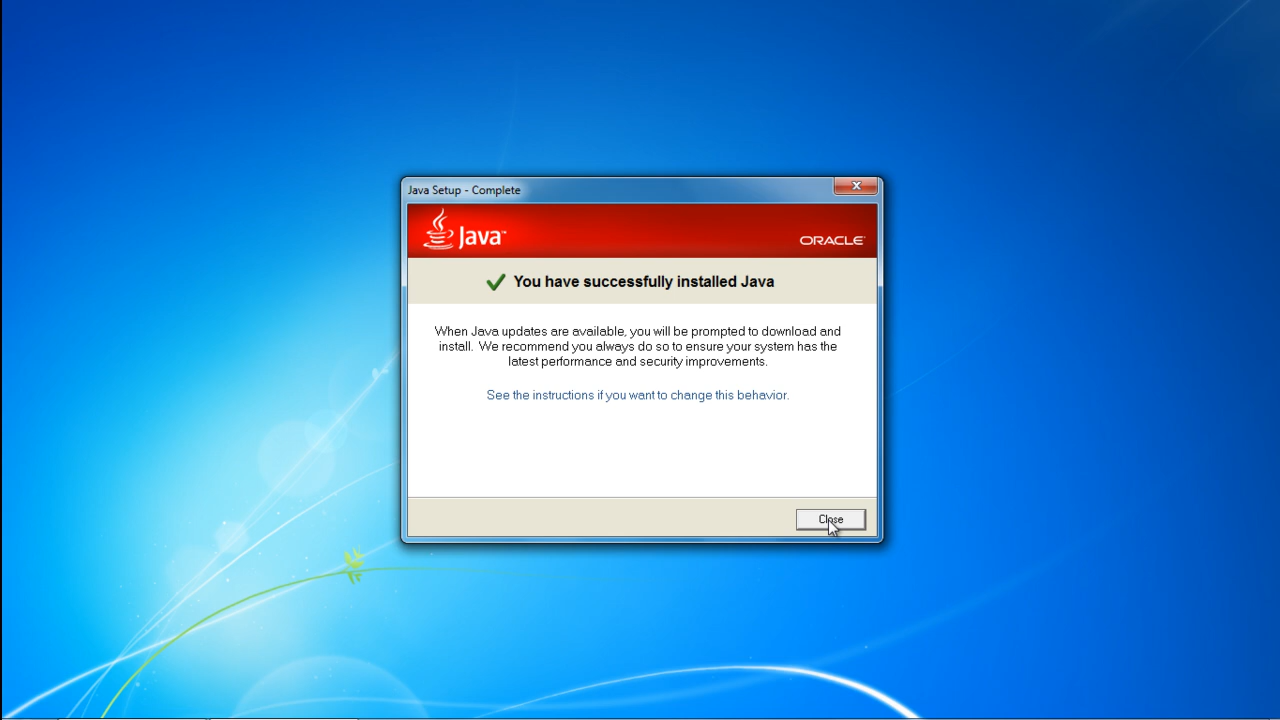 Java Setup - Complete
Java™
ORACLE
You have successfully installed Java
When Java updates are available, you will be prompted to download and
install. We recommend you always do so to ensure your system has the
latest performance and security improvements.
See the instructions if you want to change this behavior.
Close